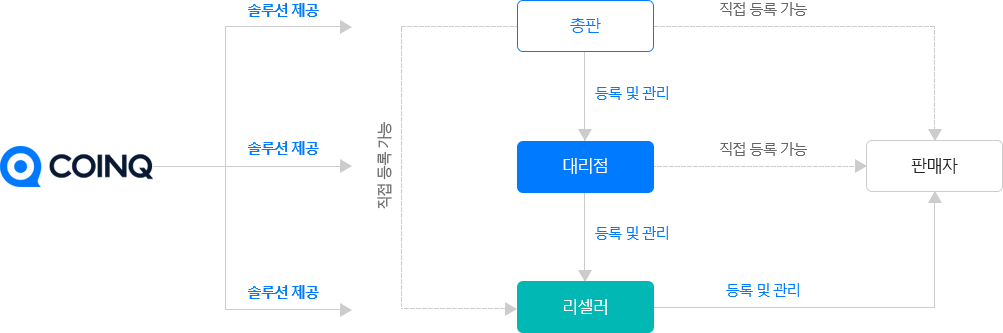 솔루션 제공
직접 등록 가능
총판
등록 및 관리
직접 등록 가능
COINQ
솔루션 제공
대리점
직접 등록 가능
판매자
등록 및 관리
솔루션 제공
리셀러
등록 및 관리